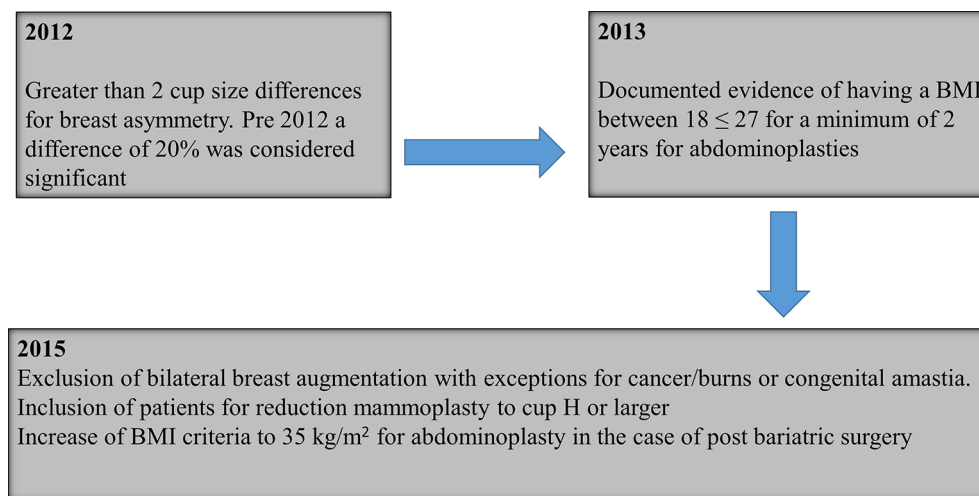 2012
Greater than 2 cup size differences
for breast asymmetry. Pre 2012 a
difference of 20% was considered
significant
2013
Documented evidence of having a BMI
between 18 ≤ 27 for a minimum of 2
years for abdominoplasties
2015
Exclusion of bilateral breast augmentation with exceptions for cancer/burns or congenital amastia.
Inclusion of patients for reduction mammoplasty to cup H or larger
Increase of BMI criteria to 35 kg/m² for abdominoplasty in the case of post bariatric surgery